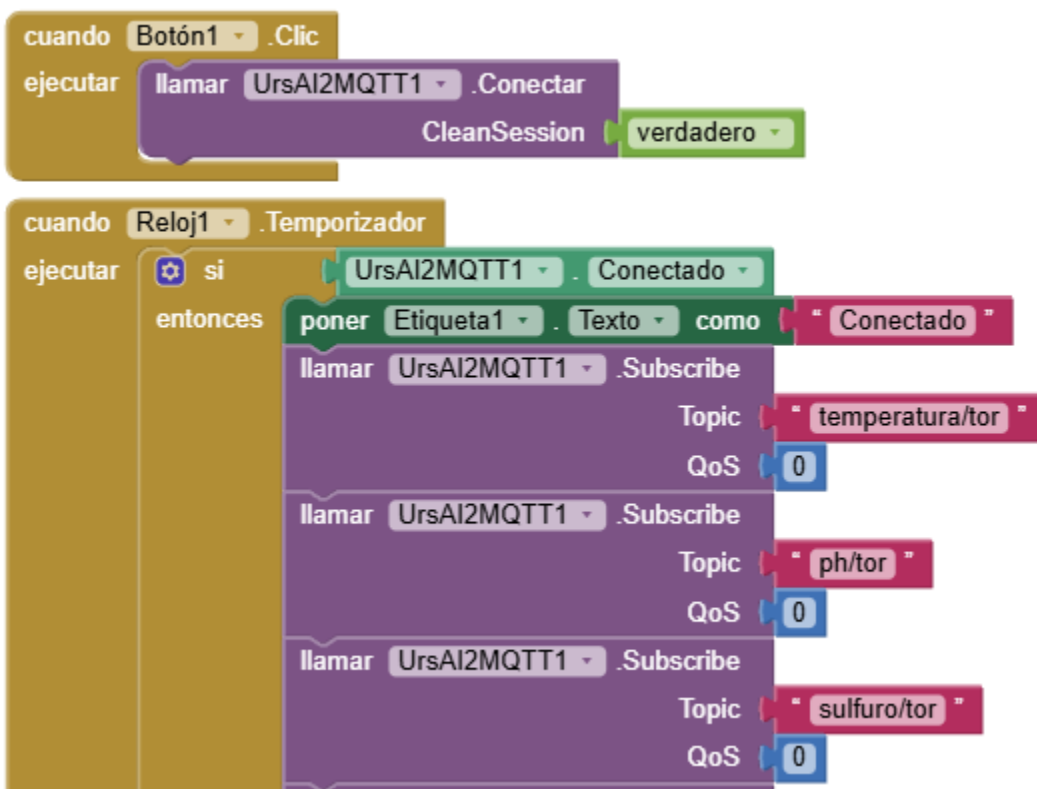 cuando Botón1 .Clic
ejecutar llamar UrsAI2MQTT1 .Conectar
CleanSession verdadero
cuando Reloj1 .Temporizador
ejecutar si UrsAI2MQTT1 . Conectado
entonces poner Etiqueta1 . Texto como " Conectado "
llamar UrsAI2MQTT1 .Subscribe
Topic " temperatura/tor "
QoS 0
llamar UrsAI2MQTT1 .Subscribe
Topic " ph/tor "
QoS 0
llamar UrsAI2MQTT1 .Subscribe
Topic " sulfuro/tor "
QoS 0